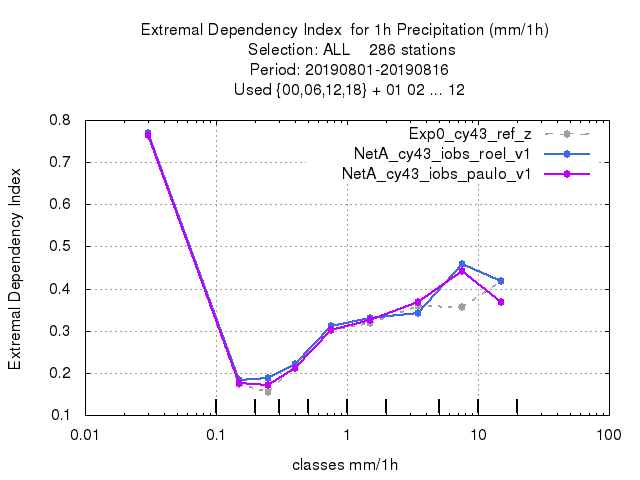 Extremal Dependency Index  for 1h Precipitation (mm/1h)
Selection: ALL    286 stations
Period: 20190801-20190816
Used {00,06,12,18} + 01 02 ... 12
Exp0_cy43_ref_z
NetA_cy43_iobs_roel_v1
NetA_cy43_iobs_paulo_v1
0.8
0.7
0.6
0.5
0.4
0.3
0.2
0.1
Extremal Dependency Index
0.01 0.1 1 10 100
classes mm/1h